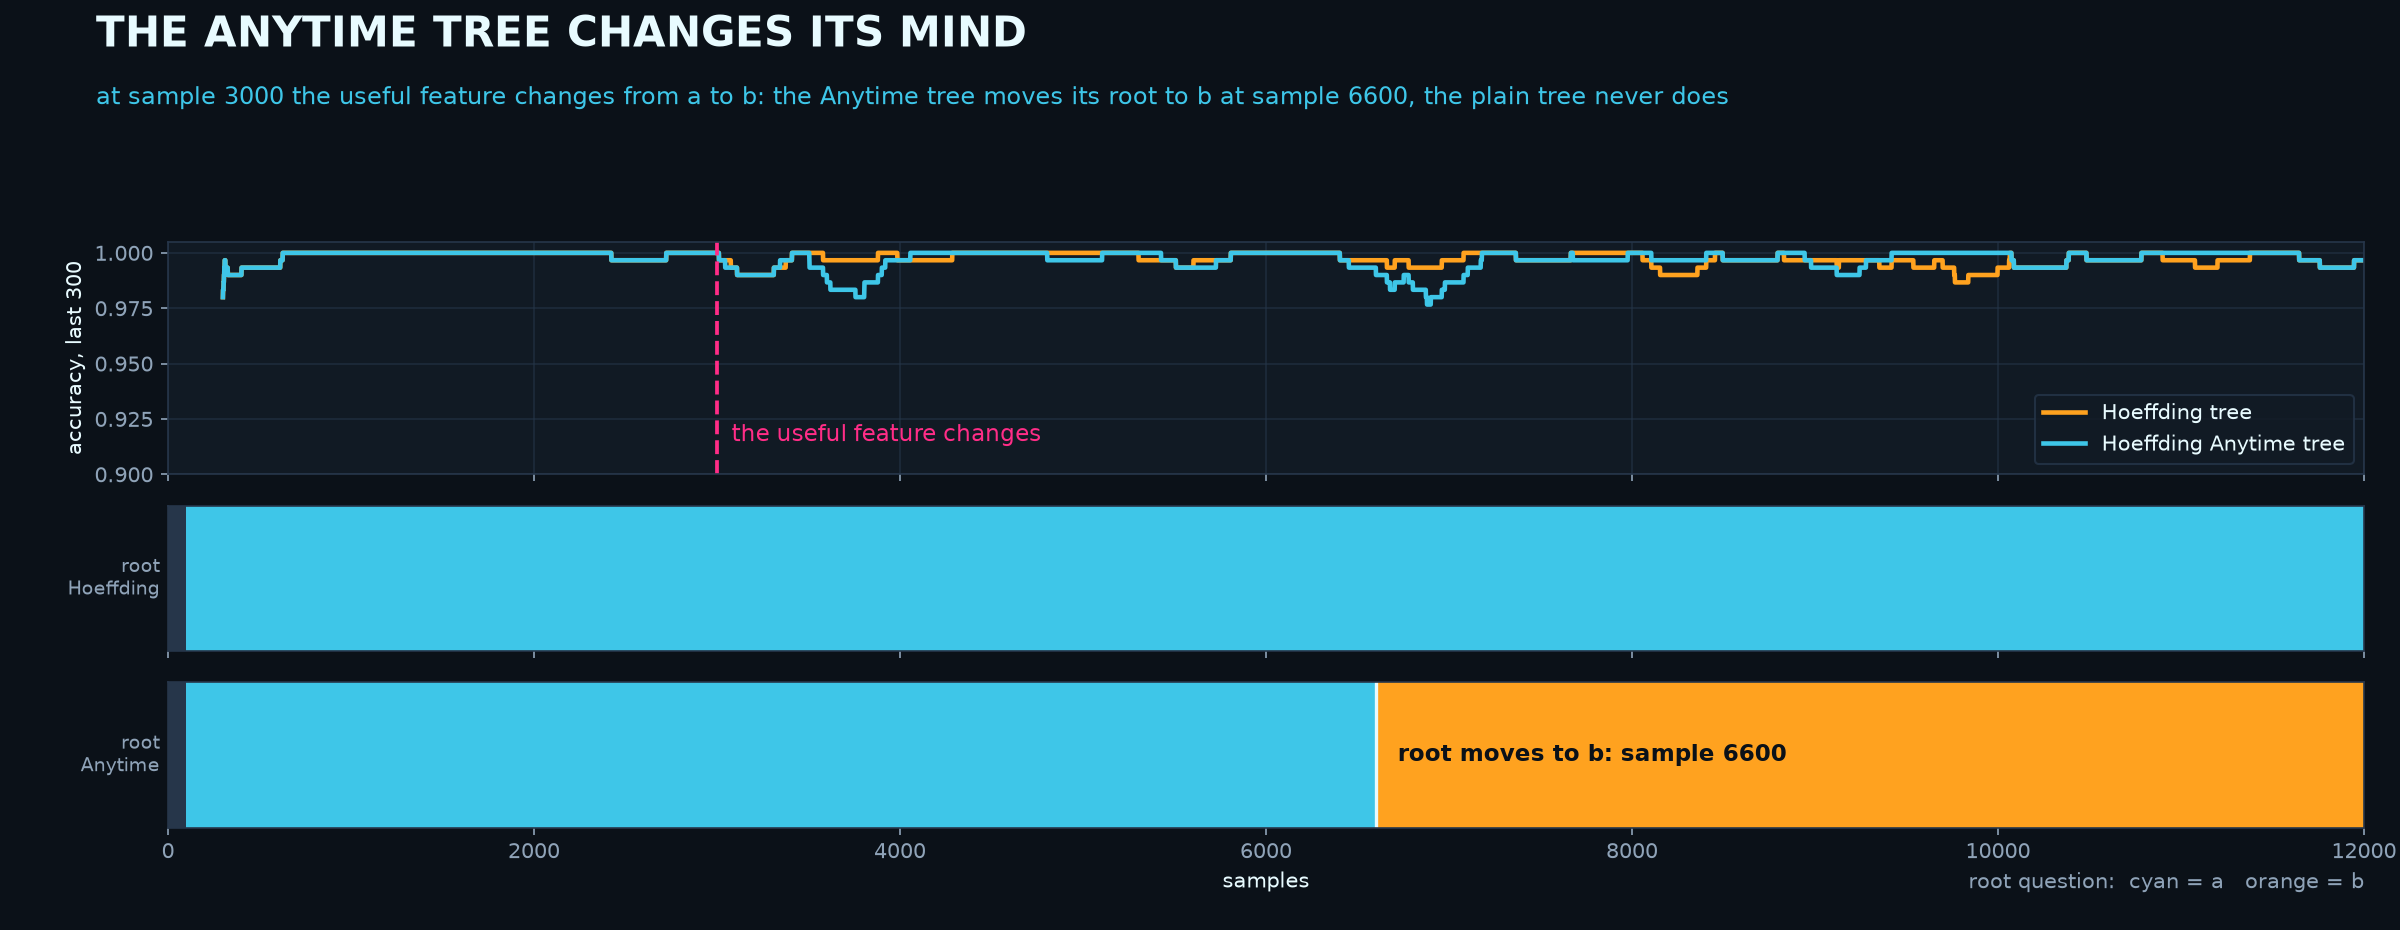 THE ANYTIME TREE CHANGES ITS MIND
at sample 3000 the useful feature changes from a to b: the Anytime tree moves its root to b at sample 6600, the plain tree never does
accuracy, last 300
1.000
0.975
0.950
0.925
0.900
the useful feature changes
Hoeffding tree
Hoeffding Anytime tree
root
Hoeffding
root
Anytime
root moves to b: sample 6600
0 2000 4000 6000 8000 10000 12000
samples
root question: cyan = a orange = b